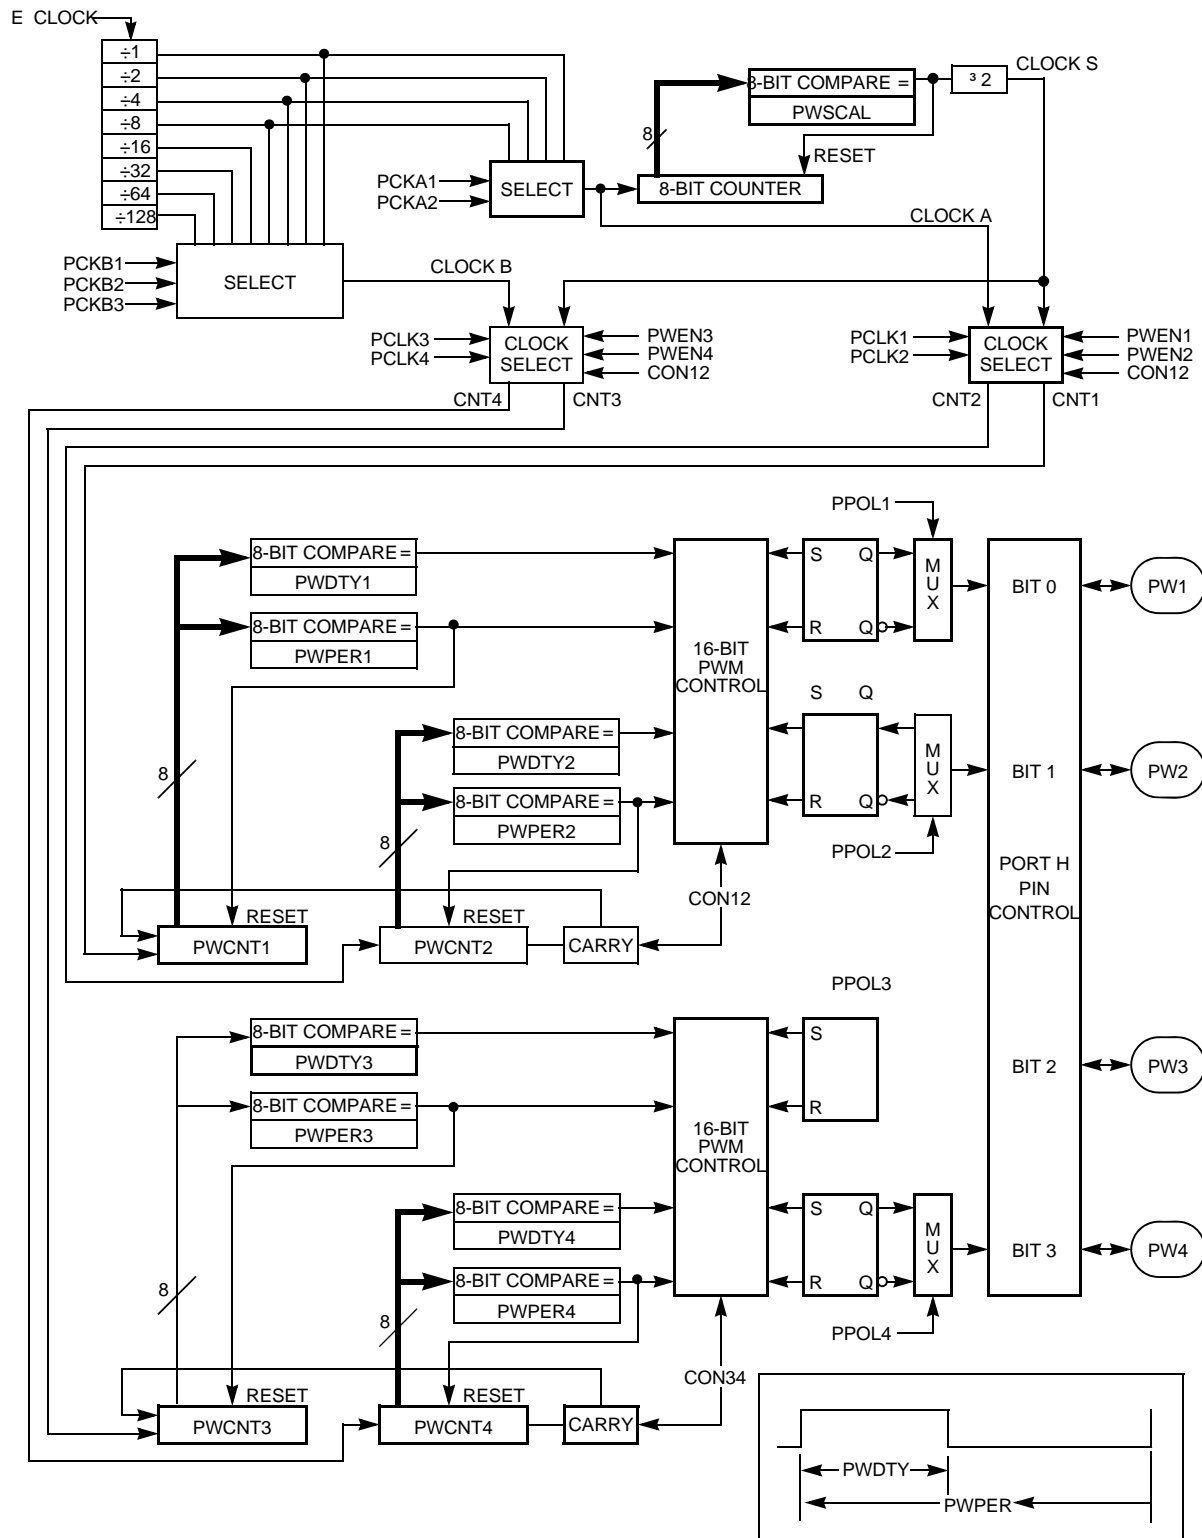 E CLOCK
÷1
÷2
÷4
÷8
÷16
÷32
÷64
÷128
8-BIT COMPARE =
PWSCAL
³ 2
CLOCK S
8
RESET
PCKA1
PCKA2
SELECT
8-BIT COUNTER
CLOCK A
PCKB1
PCKB2
PCKB3
SELECT
CLOCK B
PCLK3
PCLK4
CLOCK
SELECT
PWEN3
PWEN4
CON12
PCLK1
PCLK2
CLOCK
SELECT
PWEN1
PWEN2
CON12
CNT4
CNT3
CNT2
CNT1
PPOL1
8-BIT COMPARE =
PWDTY1
8-BIT COMPARE =
PWPER1
16-BIT
PWM
CONTROL
S Q
R Q
MUX
BIT 0
PW1
S Q
8-BIT COMPARE =
PWDTY2
8
MUX
BIT 1
PW2
8-BIT COMPARE =
PWPER2
R Q
8
PPOL2
PORT H
PIN
CONTROL
CON12
RESET
RESET
PWCNT1
PWCNT2
CARRY
PPOL3
8-BIT COMPARE =
PWDTY3
8-BIT COMPARE =
PWPER3
16-BIT
PWM
CONTROL
S
R
BIT 2
PW3
8-BIT COMPARE =
PWDTY4
8-BIT COMPARE =
PWPER4
S Q
R Q
MUX
BIT 3
PW4
8
8
PPOL4
CON34
RESET
RESET
PWCNT3
PWCNT4
CARRY
PWDTY
PWPER